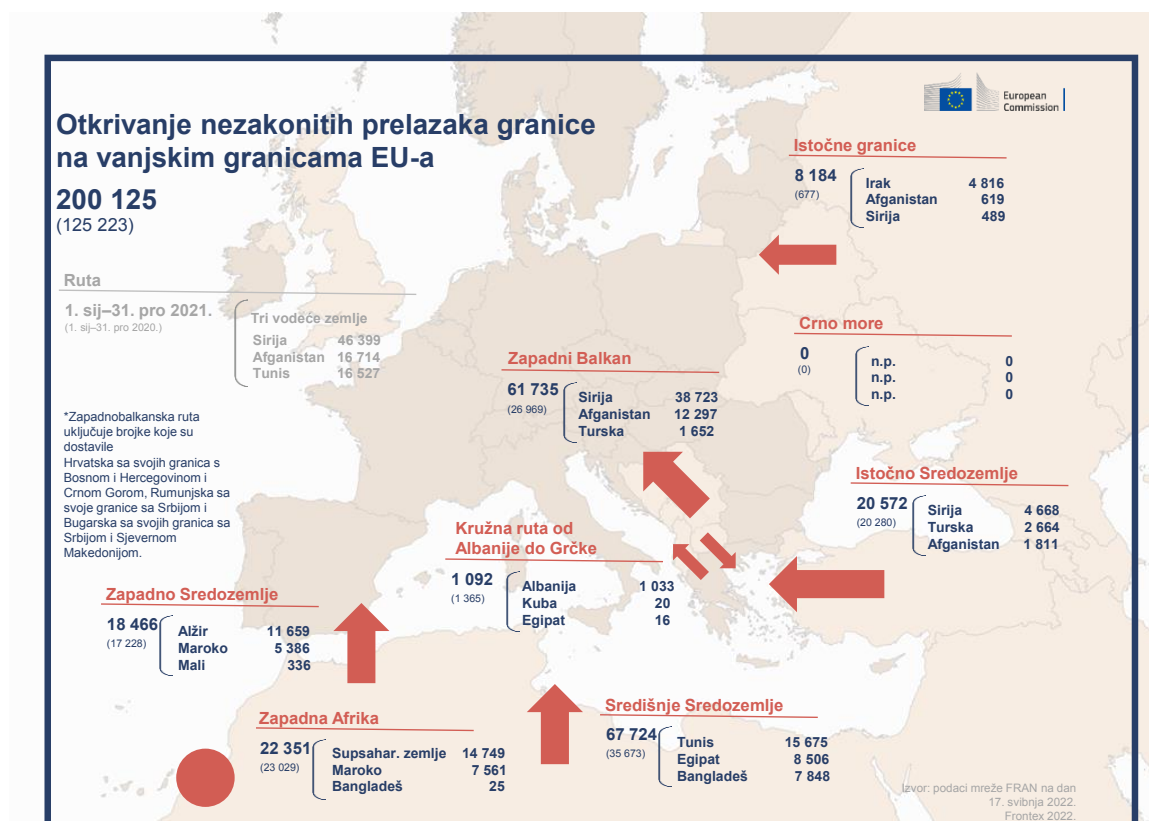 European
Commission
Otkrivanje nezakonitih prelazaka granice
na vanjskim granicama EU-a
200 125
(125 223)
Ruta
1. sij–31. pro 2021.
(1. sij–31. pro 2020.)
Tri vodeće zemlje
Sirija 46 399
Afganistan 16 714
Tunis 16 527
*Zapadnobalkanska ruta
uključuje brojke koje su
dostavile
Hrvatska sa svojih granica s
Bosnom i Hercegovinom i
Crnom Gorom, Rumunjska sa
svoje granice sa Srbijom i
Bugarska sa svojih granica sa
Srbijom i Sjevernom
Makedonijom.
Istočne granice
8 184
(677)
Irak 4 816
Afganistan 619
Sirija 489
Crno more
0
(0)
n.p. 0
n.p. 0
n.p. 0
Zapadni Balkan
61 735
(26 969)
Sirija 38 723
Afganistan 12 297
Turska 1 652
Istočno Sredozemlje
20 572
(20 280)
Sirija 4 668
Turska 2 664
Afganistan 1 811
Kružna ruta od
Albanije do Grčke
1 092
(1 365)
Albanija 1 033
Kuba 20
Egipat 16
Zapadno Sredozemlje
18 466
(17 228)
Alžir 11 659
Maroko 5 386
Mali 336
Zapadna Afrika
22 351
(23 029)
Supsahar. zemlje 14 749
Maroko 7 561
Bangladeš 25
Središnje Sredozemlje
67 724
(35 673)
Tunis 15 675
Egipat 8 506
Bangladeš 7 848
Izvor: podaci mreže FRAN na dan
17. svibnja 2022.
Frontex 2022.